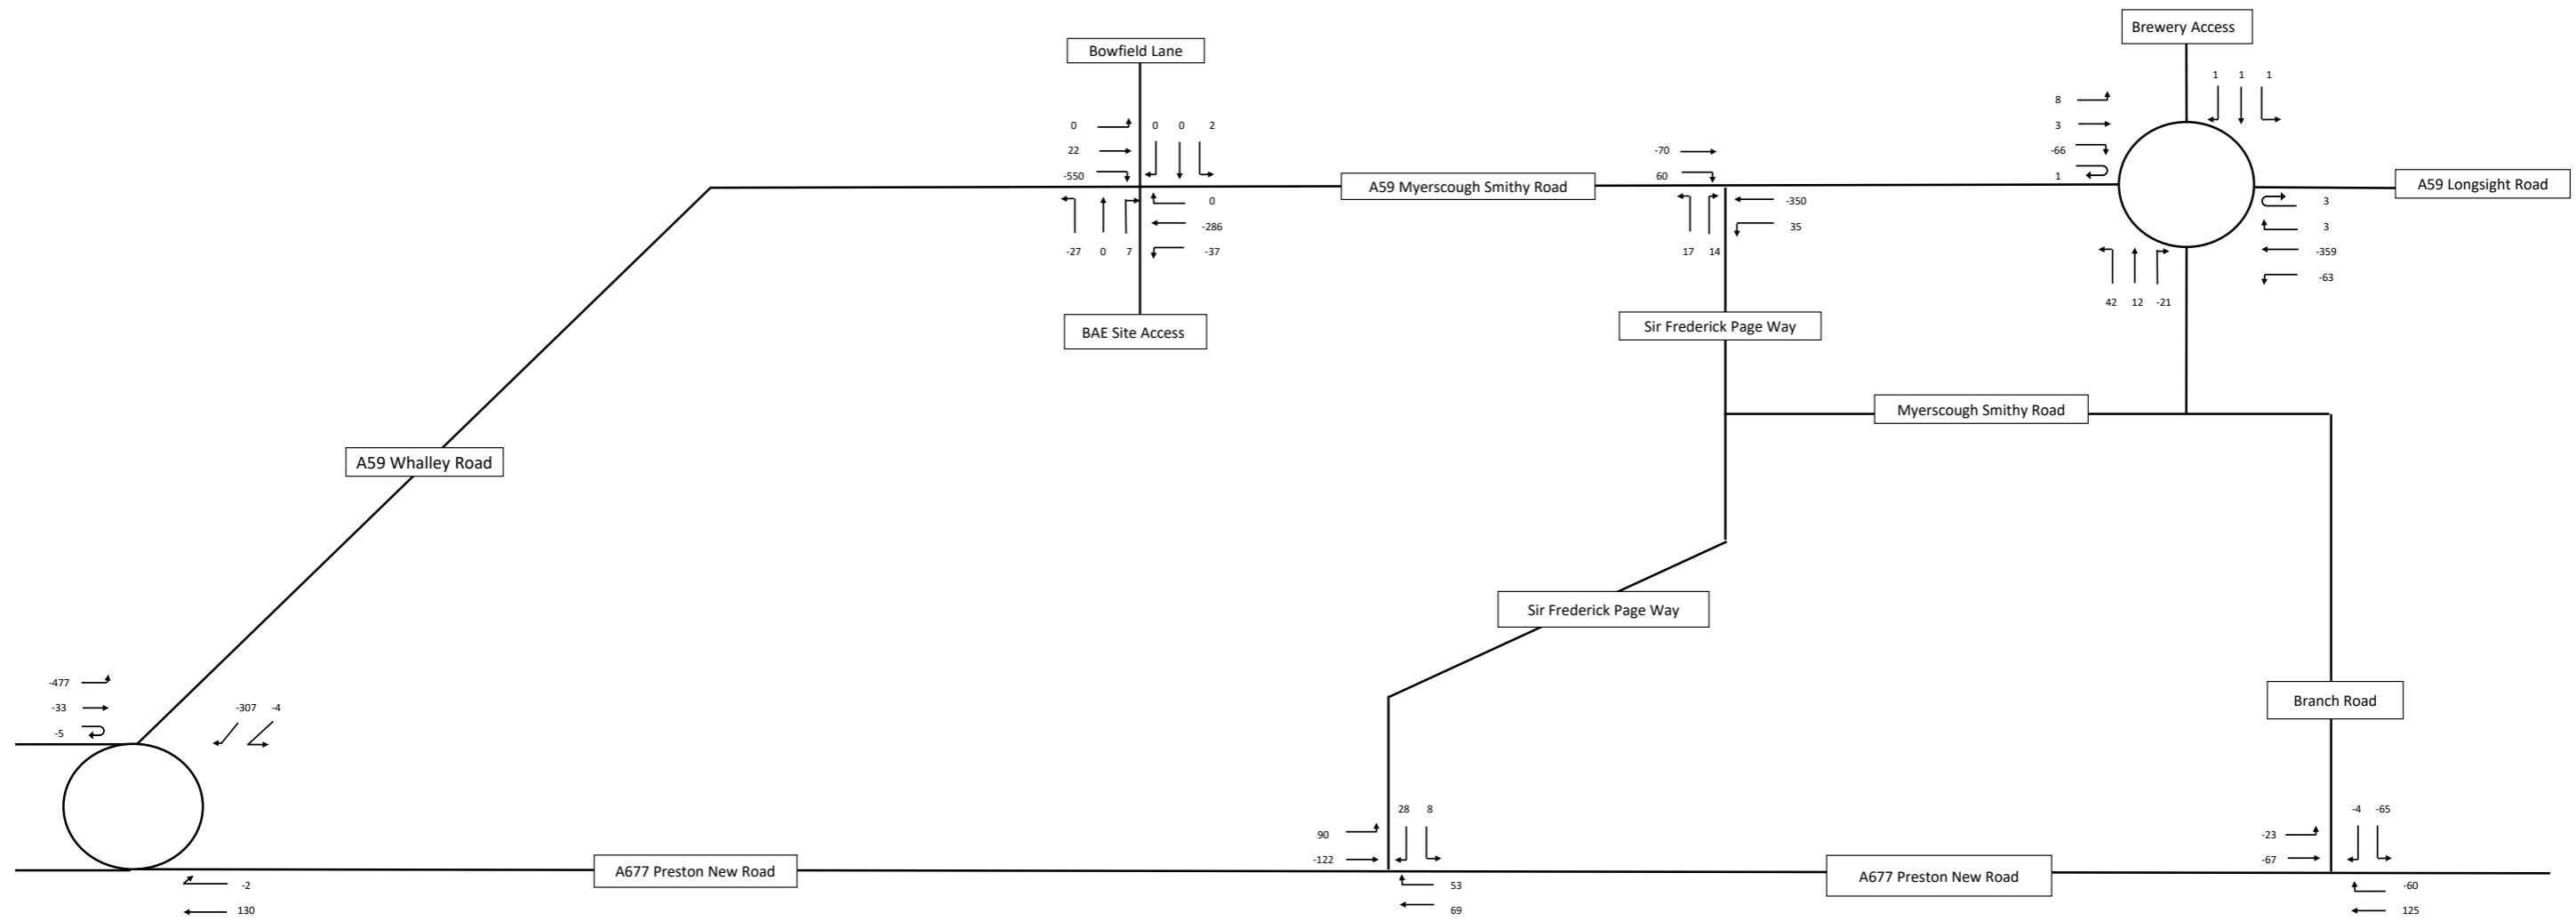 Brewery Access
Bowfield Lane
1 1 1
8
3
-66
1
0
22
-550
0 0 2
-70
60
A59 Myerscough Smithy Road
A59 Longsight Road
0
-286
-37
-27 0 7
-350
35
17 14
3
3
-359
-63
42 12 -21
BAE Site Access
Sir Frederick Page Way
Myerscough Smithy Road
A59 Whalley Road
Sir Frederick Page Way
-477
-33
-5
-307 -4
Branch Road
28 8
90
-122
-4 -65
-23
-67
A677 Preston New Road
A677 Preston New Road
-2
130
53
69
-60
125